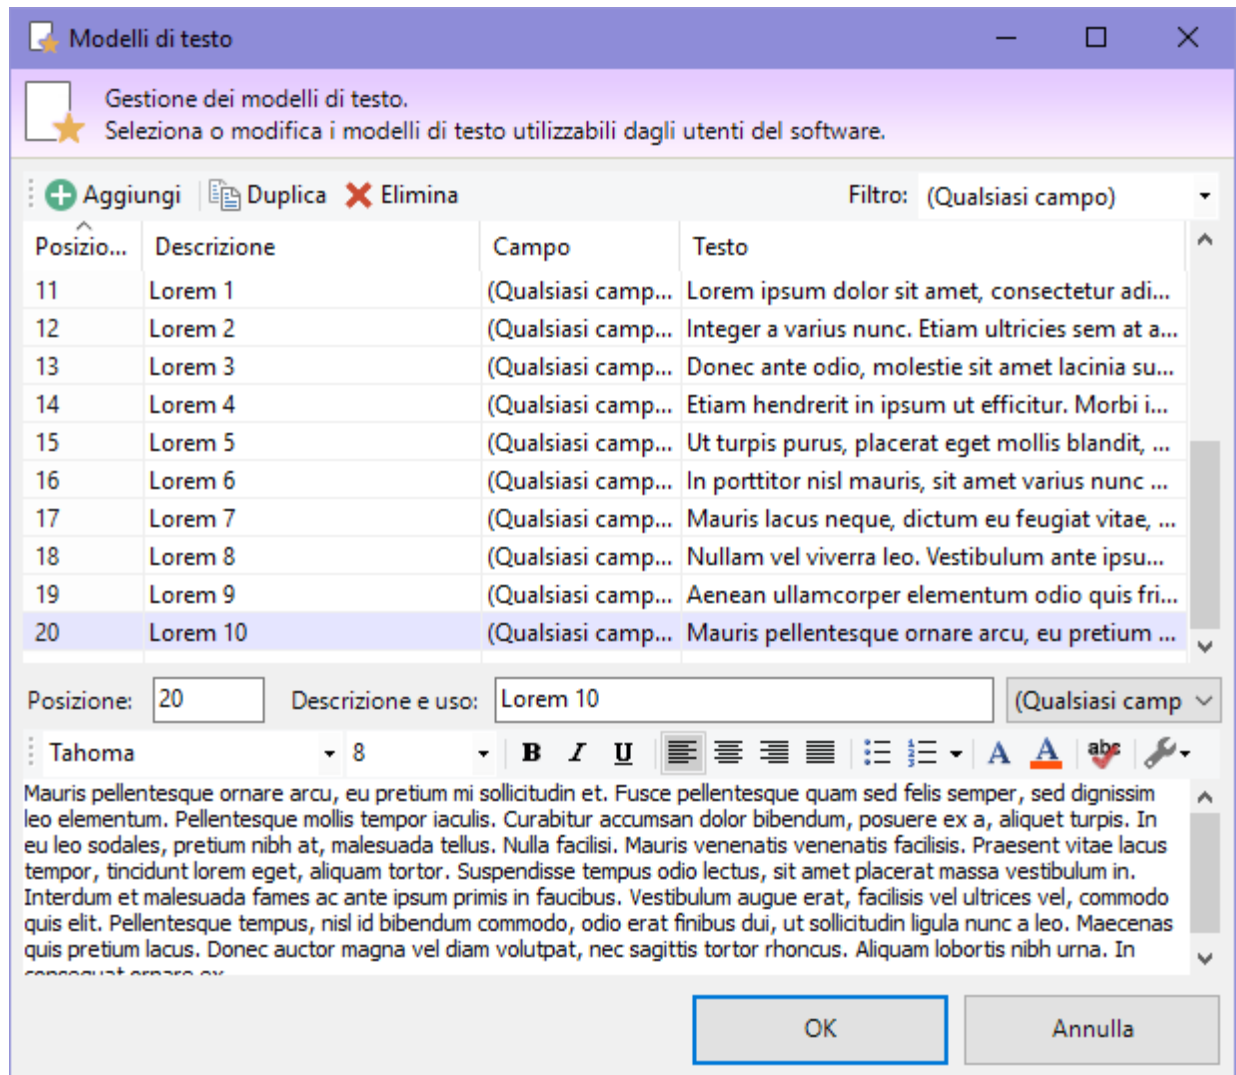 Modelli di testo
Gestione dei modelli di testo.
Seleziona o modifica i modelli di testo utilizzabili dagli utenti del software.
Aggiungi Duplica Elimina Filtro: (Qualsiasi campo)
Posizio... Descrizione Campo Testo
11 Lorem 1 (Qualsiasi camp... Lorem ipsum dolor sit amet, consectetur adi...
12 Lorem 2 (Qualsiasi camp... Integer a varius nunc. Etiam ultricies sem at a...
13 Lorem 3 (Qualsiasi camp... Donec ante odio, molestie sit amet lacinia su...
14 Lorem 4 (Qualsiasi camp... Etiam hendrerit in ipsum ut efficitur. Morbi i...
15 Lorem 5 (Qualsiasi camp... Ut turpis purus, placerat eget mollis blandit, ...
16 Lorem 6 (Qualsiasi camp... In porttitor nisl mauris, sit amet varius nunc ...
17 Lorem 7 (Qualsiasi camp... Mauris lacus neque, dictum eu feugiat vitae, ...
18 Lorem 8 (Qualsiasi camp... Nullam vel viverra leo. Vestibulum ante ipsu...
19 Lorem 9 (Qualsiasi camp... Aenean ullamcorper elementum odio quis fri...
20 Lorem 10 (Qualsiasi camp... Mauris pellentesque ornare arcu, eu pretium ...
Posizione: 20 Descrizione e uso: Lorem 10 (Qualsiasi camp
Tahoma 8 B I U A A abc
Mauris pellentesque ornare arcu, eu pretium mi sollicitudin et. Fusce pellentesque quam sed felis semper, sed dignissim
leo elementum. Pellentesque mollis tempor iaculis. Curabitur accumsan dolor bibendum, posuere ex a, aliquet turpis. In
eu leo sodales, pretium nibh at, malesuada tellus. Nulla facilisi. Mauris venenatis venenatis facilisis. Praesent vitae lacus
tempor, tincidunt lorem eget, aliquam tortor. Suspendisse tempus odio lectus, sit amet placerat massa vestibulum in.
Interdum et malesuada fames ac ante ipsum primis in faucibus. Vestibulum augue erat, facilisis vel ultrices vel, commodo
quis elit. Pellentesque tempus, nisl id bibendum commodo, odio erat finibus dui, ut sollicitudin ligula nunc a leo. Maecenas
quis pretium lacus. Donec auctor magna vel diam volutpat, nec sagittis tortor rhoncus. Aliquam lobortis nibh urna. In
consequat ornare ex
OK Annulla